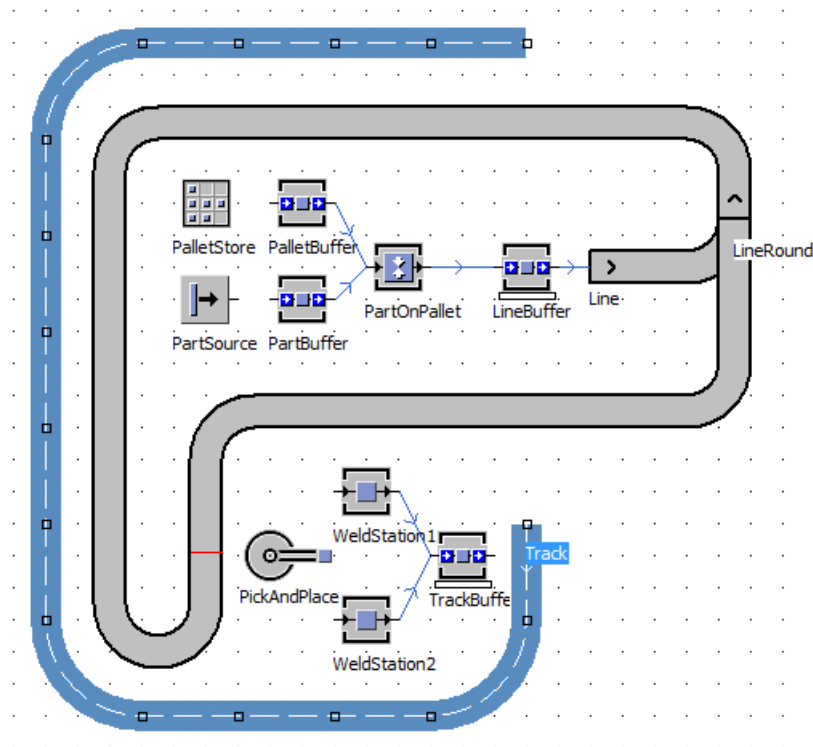 PalletStore
PalletBuffer
LineRound
PartOnPallet
LineBuffer
Line
PartSource
PartBuffer
WeldStation1
Track
PickAndPlace
TrackBuffe
WeldStation2